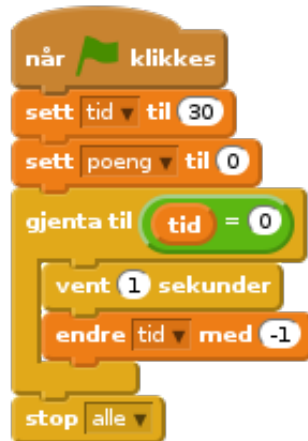 når klikkes
sett tid til 30
sett poeng til 0
gjenta til tid = 0
vent 1 sekunder
endre tid med -1
stop alle